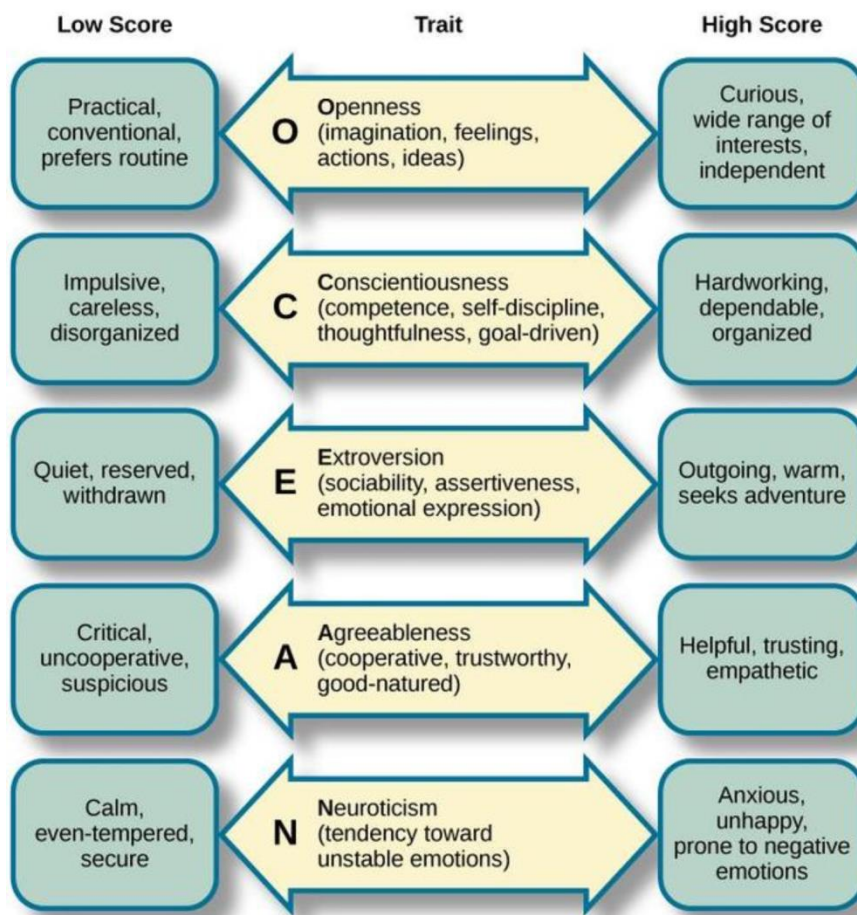 Low Score
Trait
High Score
Practical,
conventional,
prefers routine
O
Openness
(imagination, feelings,
actions, ideas)
Curious,
wide range of
interests,
independent
Impulsive,
careless,
disorganized
C
Conscientiousness
(competence, self-discipline,
thoughtfulness, goal-driven)
Hardworking,
dependable,
organized
Quiet, reserved,
withdrawn
E
Extroversion
(sociability, assertiveness,
emotional expression)
Outgoing, warm,
seeks adventure
Critical,
uncooperative,
suspicious
A
Agreeableness
(cooperative, trustworthy,
good-natured)
Helpful, trusting,
empathetic
Calm,
even-tempered,
secure
N
Neuroticism
(tendency toward
unstable emotions)
Anxious,
unhappy,
prone to negative
emotions